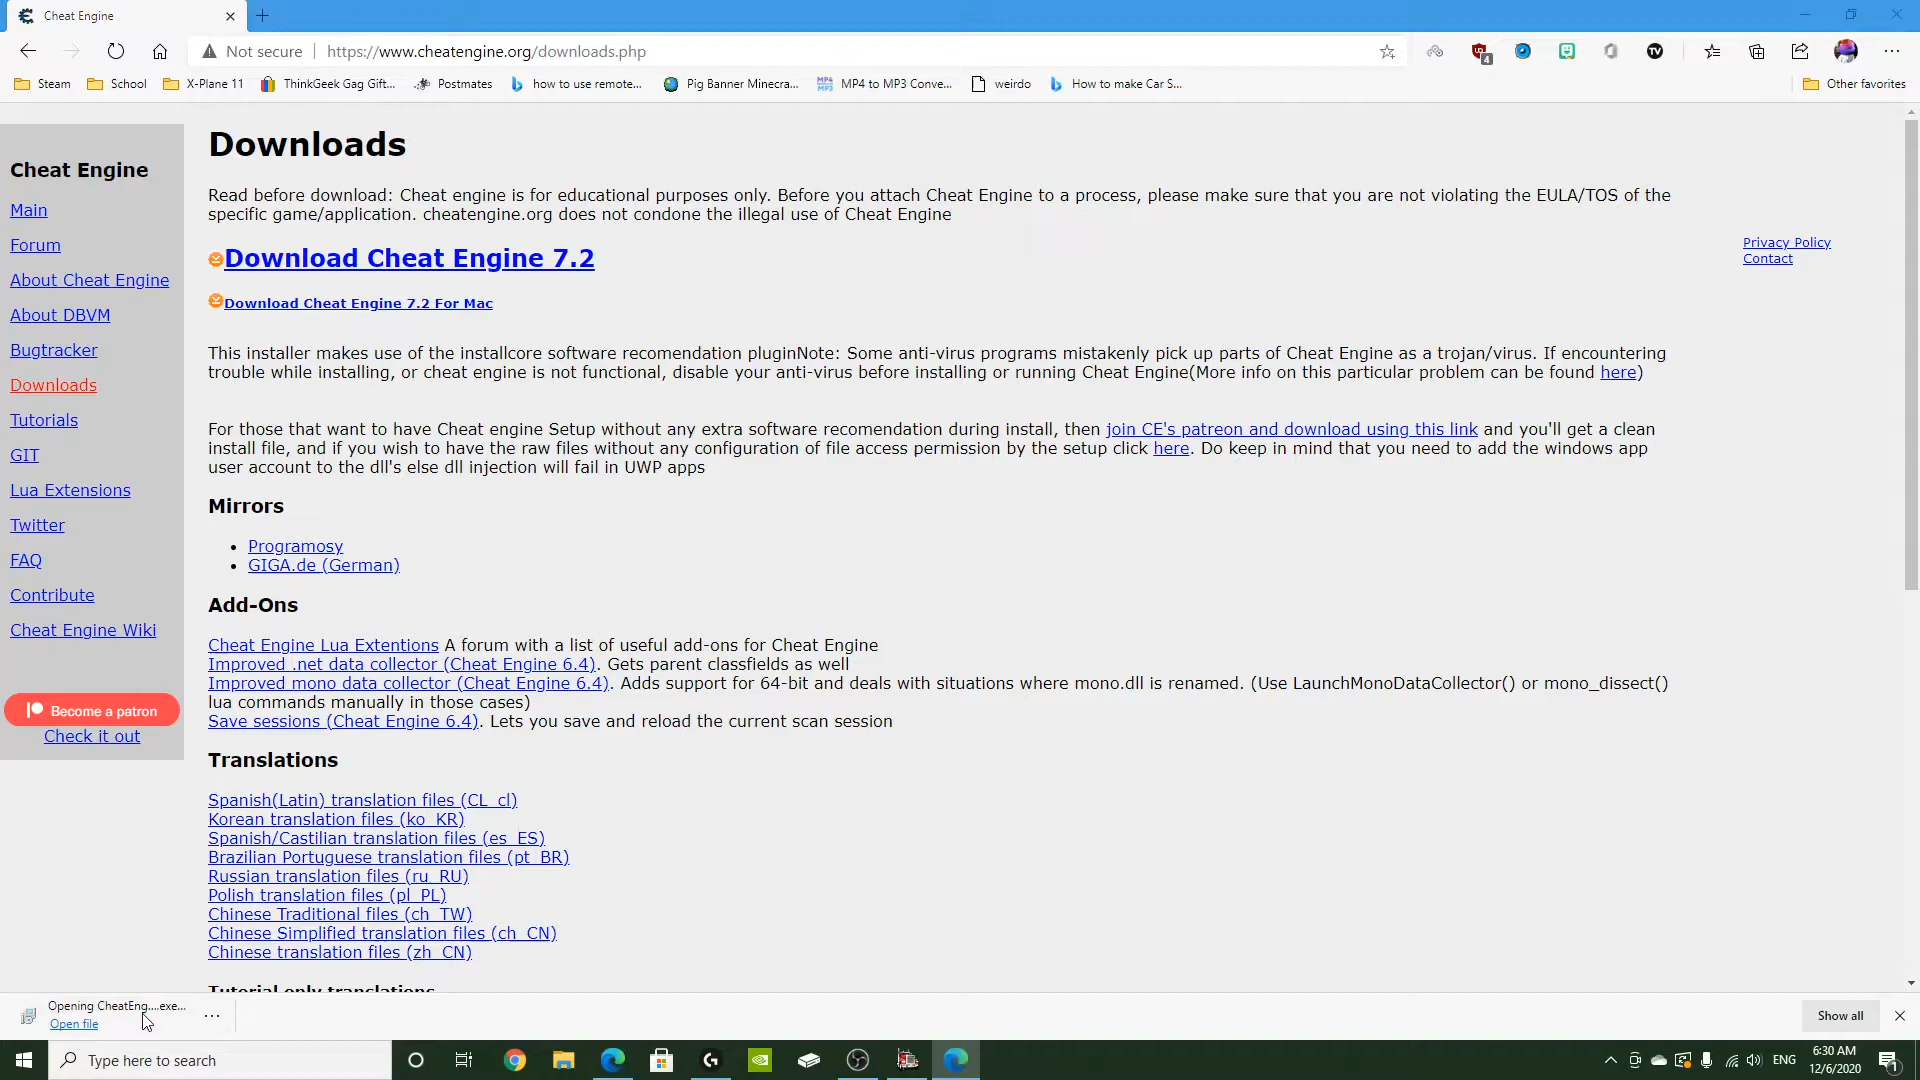 Cheat Engine
Not secure
https://www.cheatengine.org/downloads.php
4
TV
Steam
School
X-Plane 11
ThinkGeek Gag Gift...
Postmates
how to use remote...
Pig Banner Minecra...
MP4 MP3
MP4 to MP3 Conve...
weirdo
How to make Car S...
Other favorites
Cheat Engine
Main
Forum
About Cheat Engine
About DBVM
Bugtracker
Downloads
Tutorials
GIT
Lua Extensions
Twitter
FAQ
Contribute
Cheat Engine Wiki
Become a patron
Check it out
Downloads
Read before download: Cheat engine is for educational purposes only. Before you attach Cheat Engine to a process, please make sure that you are not violating the EULA/TOS of the
specific game/application. cheatengine.org does not condone the illegal use of Cheat Engine
Download Cheat Engine 7.2
Download Cheat Engine 7.2 For Mac
Privacy Policy
Contact
This installer makes use of the installcore software recomendation pluginNote: Some anti-virus programs mistakenly pick up parts of Cheat Engine as a trojan/virus. If encountering
trouble while installing, or cheat engine is not functional, disable your anti-virus before installing or running Cheat Engine(More info on this particular problem can be found here)
For those that want to have Cheat engine Setup without any extra software recomendation during install, then join CE's patreon and download using this link and you'll get a clean
install file, and if you wish to have the raw files without any configuration of file access permission by the setup click here. Do keep in mind that you need to add the windows app
user account to the dll's else dll injection will fail in UWP apps
Mirrors
• Programosy
• GIGA.de (German)
Add-Ons
Cheat Engine Lua Extentions A forum with a list of useful add-ons for Cheat Engine
Improved .net data collector (Cheat Engine 6.4). Gets parent classfields as well
Improved mono data collector (Cheat Engine 6.4). Adds support for 64-bit and deals with situations where mono.dll is renamed. (Use LaunchMonoDataCollector() or mono_dissect()
lua commands manually in those cases)
Save sessions (Cheat Engine 6.4). Lets you save and reload the current scan session
Translations
Spanish(Latin) translation files (CL_cl)
Korean translation files (ko_KR)
Spanish/Castilian translation files (es_ES)
Brazilian Portuguese translation files (pt_BR)
Russian translation files (ru_RU)
Polish translation files (pl_PL)
Chinese Traditional files (ch_TW)
Chinese Simplified translation files (ch_CN)
Chinese translation files (zh_CN)
Tutorial only translations
Opening CheatEng....exe...
Open file
Show all
Type here to search
ENG
6:30 AM
12/6/2020
1